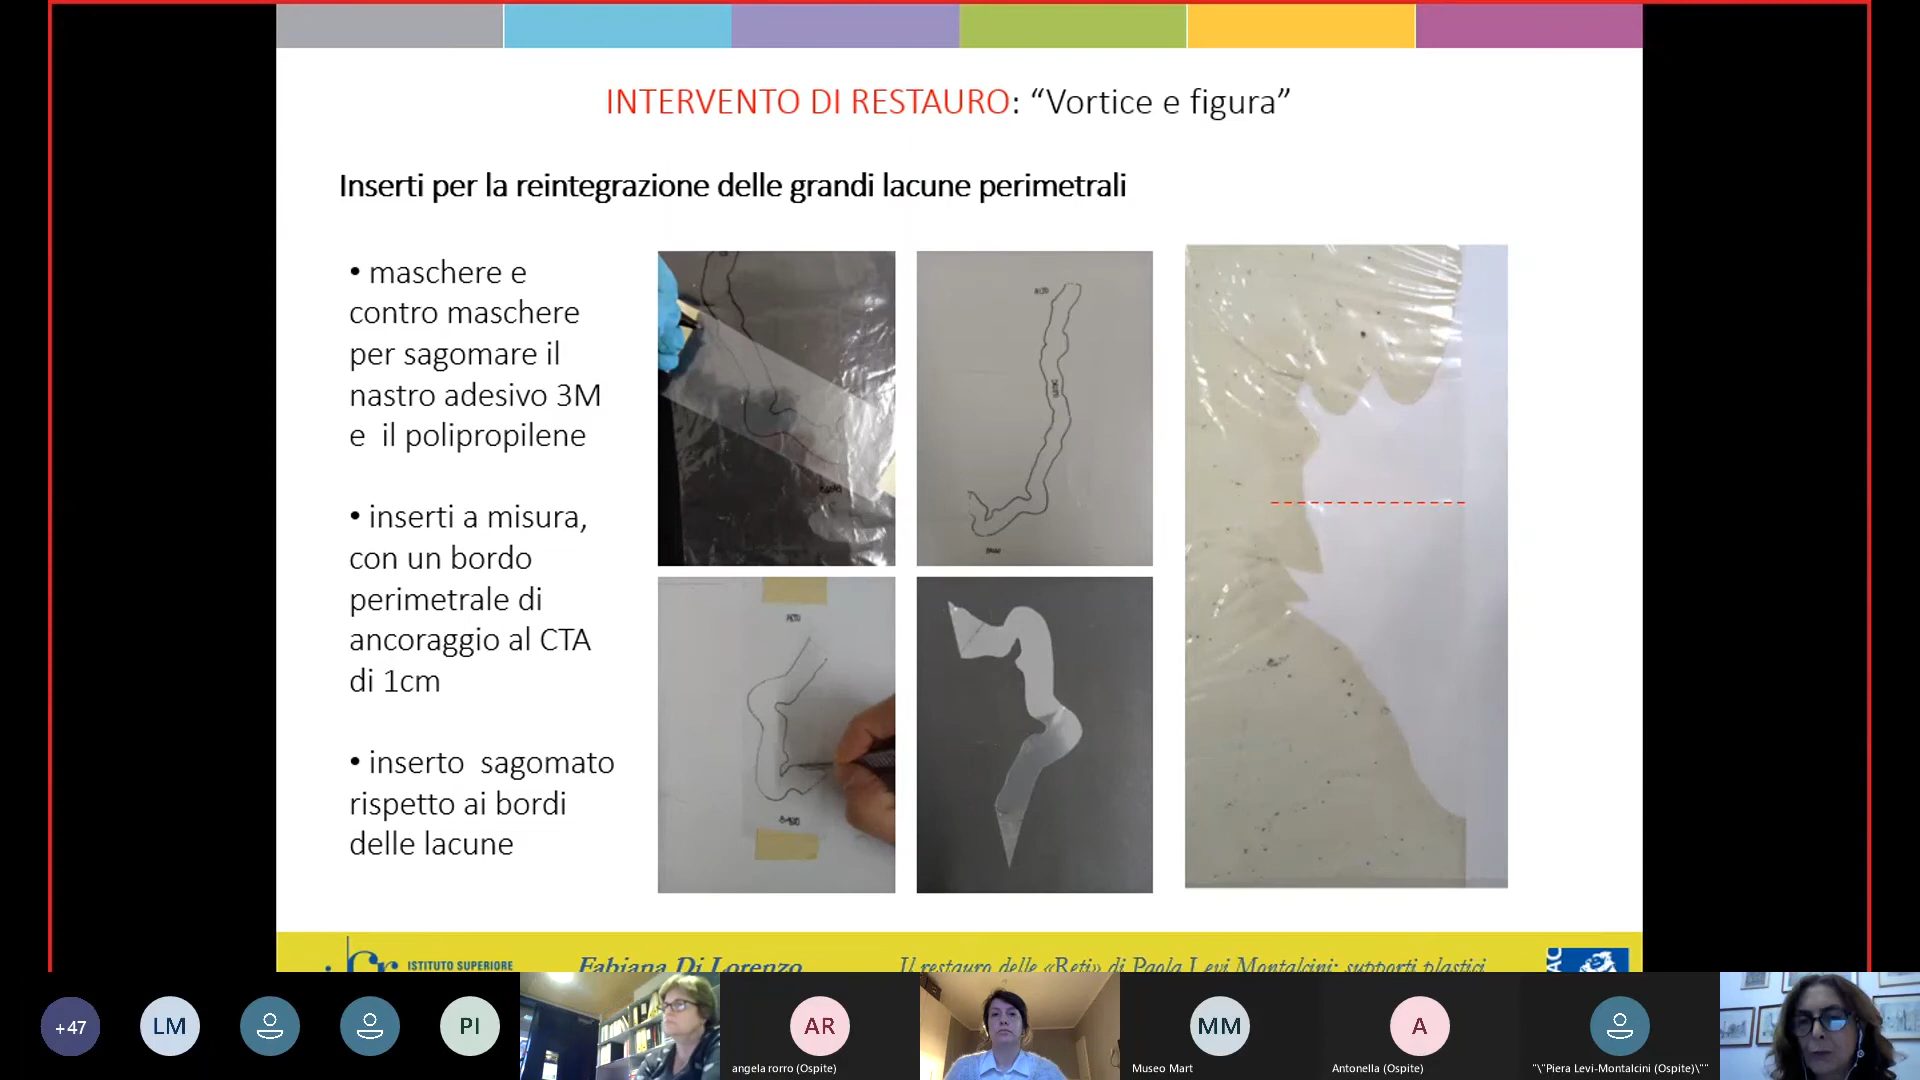 INTERVENTO DI RESTAURO: “Vortice e figura”
Inserti per la reintegrazione delle grandi lacune perimetrali
• maschere e
contro maschere
per sagomare il
nastro adesivo 3M
e il polipropilene
• inserti a misura,
con un bordo
perimetrale di
ancoraggio al CTA
di 1cm
• inserto sagomato
rispetto ai bordi
delle lacune
ALTO
ALTO
ISTITUTO SUPERIORE
Fabiana Di Lorenzo
Il restauro delle «Reti» di Paola Levi Montalcini: supporti plastici
+47
LM
PI
AR
angela rorro (Ospite)
MM
Museo Mart
A
Antonella (Ospite)
"\"Piera Levi-Montalcini (Ospite)\""